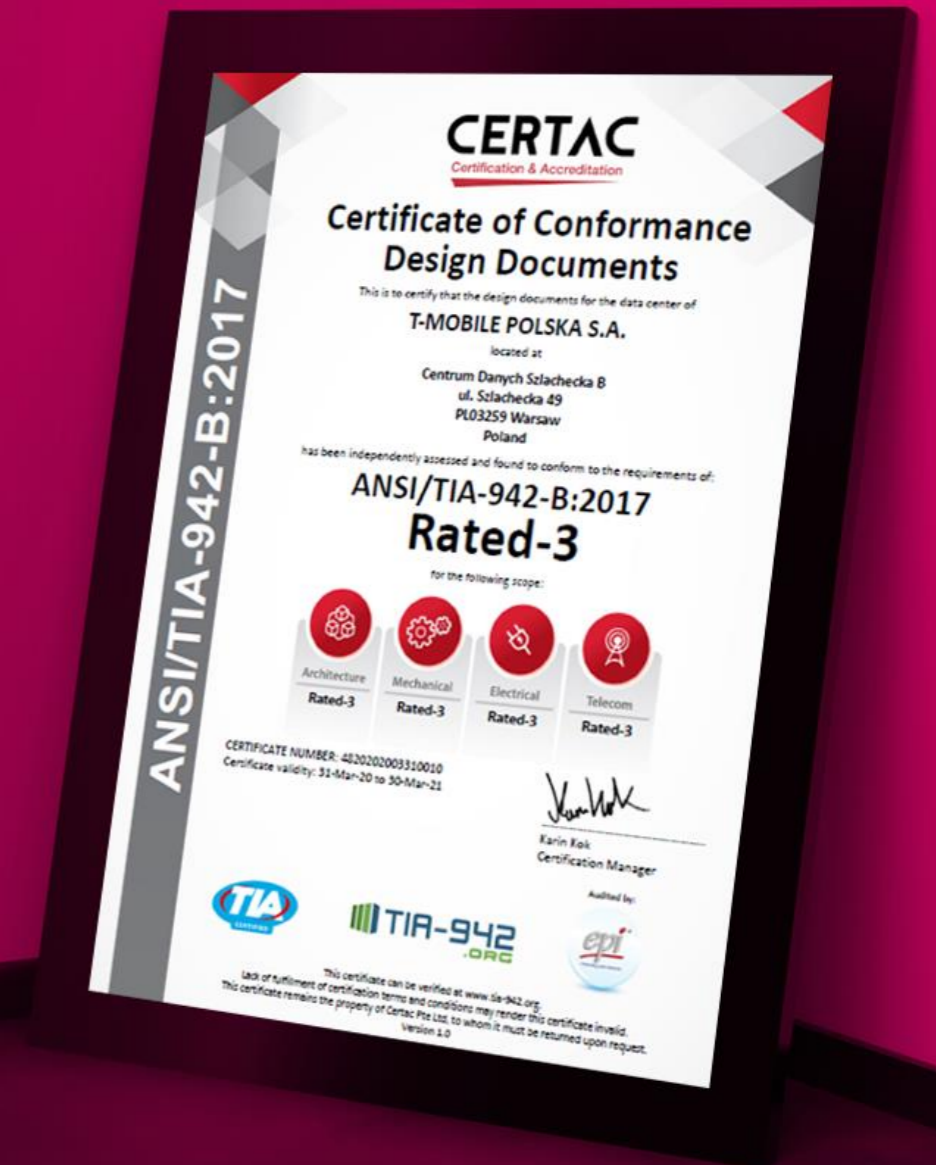 CERTAC
Certification & Accreditation
Certificate of Conformance
Design Documents
This is to certify that the design documents for the data center of
T-MOBILE POLSKA S.A.
located at
Centrum Danych Szlachecka B
ul. Szlachecka 49
PL03259 Warsaw
Poland
has been independently assessed and found to conform to the requirements of:
ANSI/TIA-942-B:2017
Rated-3
for the following scope:
Architecture
Rated-3
Mechanical
Rated-3
Electrical
Rated-3
Telecom
Rated-3
CERTIFICATE NUMBER: 4820202003310010
Certificate validity: 31-Mar-20 to 30-Mar-21
Karin Kok
Certification Manager
Audited by:
TIA
CERTIFIED
TIA-942
.ORG
epi
This certificate can be verified at www.tia-942.org.
Lack of fulfillment of certification terms and conditions may render this certificate invalid.
This certificate remains the property of Certac Pte Ltd, to whom it must be returned upon request.
Version 1.0
ANSI/TIA-942-B:2017